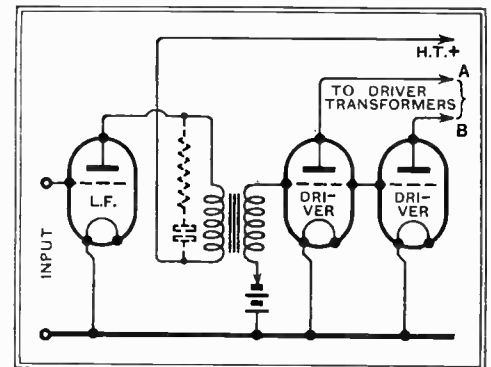 H.T.+
A
TO DRIVER
TRANSFORMERS
B
L.F.
DRI-
VER
DRI-
VER
INPUT